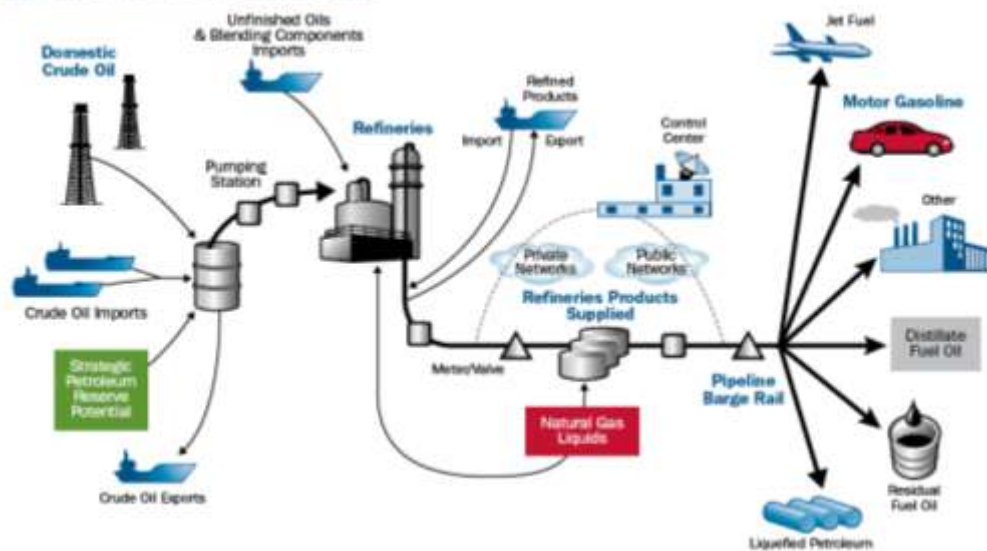 Unfinished Oils
& Blending Components
Imports
Domestic
Crude Oil
Pumping
Station
Refineries
Refined
Products
Import
Export
Control
Center
Jet Fuel
Motor Gasoline
Other
Private
Networks
Public
Networks
Refineries Products
Supplied
Crude Oil Imports
Strategic
Petroleum
Reserve
Potential
Crude Oil Exports
Meter/Valve
Natural Gas
Liquids
Pipeline
Barge Rail
Distillate
Fuel Oil
Residual
Fuel Oil
Liquefied Petroleum